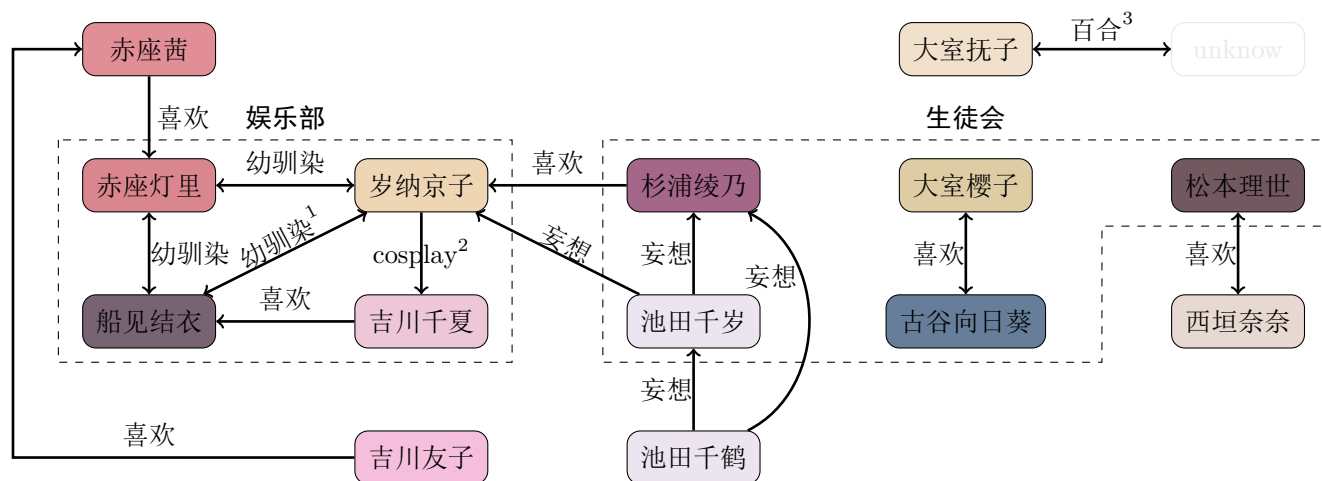 赤座茜
大室抚子
百合3
unknow
喜欢
娱乐部
生徒会
赤座灯里
幼驯染
岁纳京子
喜欢
杉浦绫乃
大室樱子
松本理世
幼驯染
幼驯染1
cosplay2
妄想
妄想
妄想
喜欢
喜欢
船见结衣
喜欢
吉川千夏
池田千岁
古谷向日葵
西垣奈奈
妄想
喜欢
吉川友子
池田千鹤